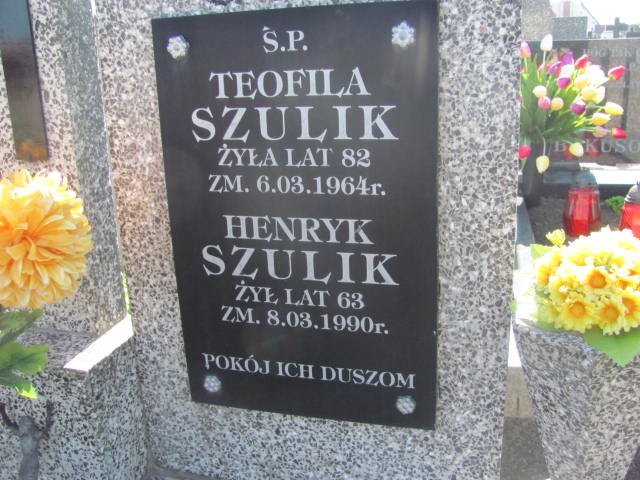 Ś.P.
TEOFILA
SZULIK
ŻYŁA LAT 82
ZM. 6.03.1964r.
HENRYK
SZULIK
ŻYŁ LAT 63
ZM. 8.03.1990r.
POKÓJ ICH DUSZOM